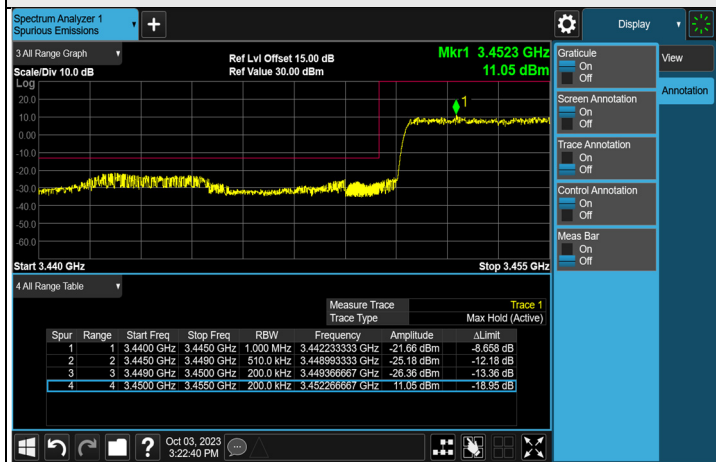 Spectrum Analyzer 1
Spurious Emissions
Display
3 All Range Graph
Ref Lvl Offset 15.00 dB
Mkr1 3.4523 GHz
Scale/Div 10.0 dB
Ref Value 30.00 dBm
11.05 dBm
Log
20.0
10.0
0.00
-10.0
-20.0
-30.0
-40.0
-50.0
-60.0
1
Start 3.440 GHz
Stop 3.455 GHz
Graticule
On
Off
Screen Annotation
On
Off
Trace Annotation
On
Off
Control Annotation
On
Off
Meas Bar
On
Off
View
Annotation
4 All Range Table
Measure Trace Trace 1
Trace Type Max Hold (Active)
Spur Range Start Freq Stop Freq RBW Frequency Amplitude ΔLimit
1 1 3.4400 GHz 3.4450 GHz 1.000 MHz 3.442233333 GHz -21.66 dBm -8.658 dB
2 2 3.4450 GHz 3.4490 GHz 510.0 kHz 3.448993333 GHz -25.18 dBm -12.18 dB
3 3 3.4490 GHz 3.4500 GHz 200.0 kHz 3.449366667 GHz -26.36 dBm -13.36 dB
4 4 3.4500 GHz 3.4550 GHz 200.0 kHz 3.452266667 GHz 11.05 dBm -18.95 dB
?
Oct 03, 2023
3:22:40 PM